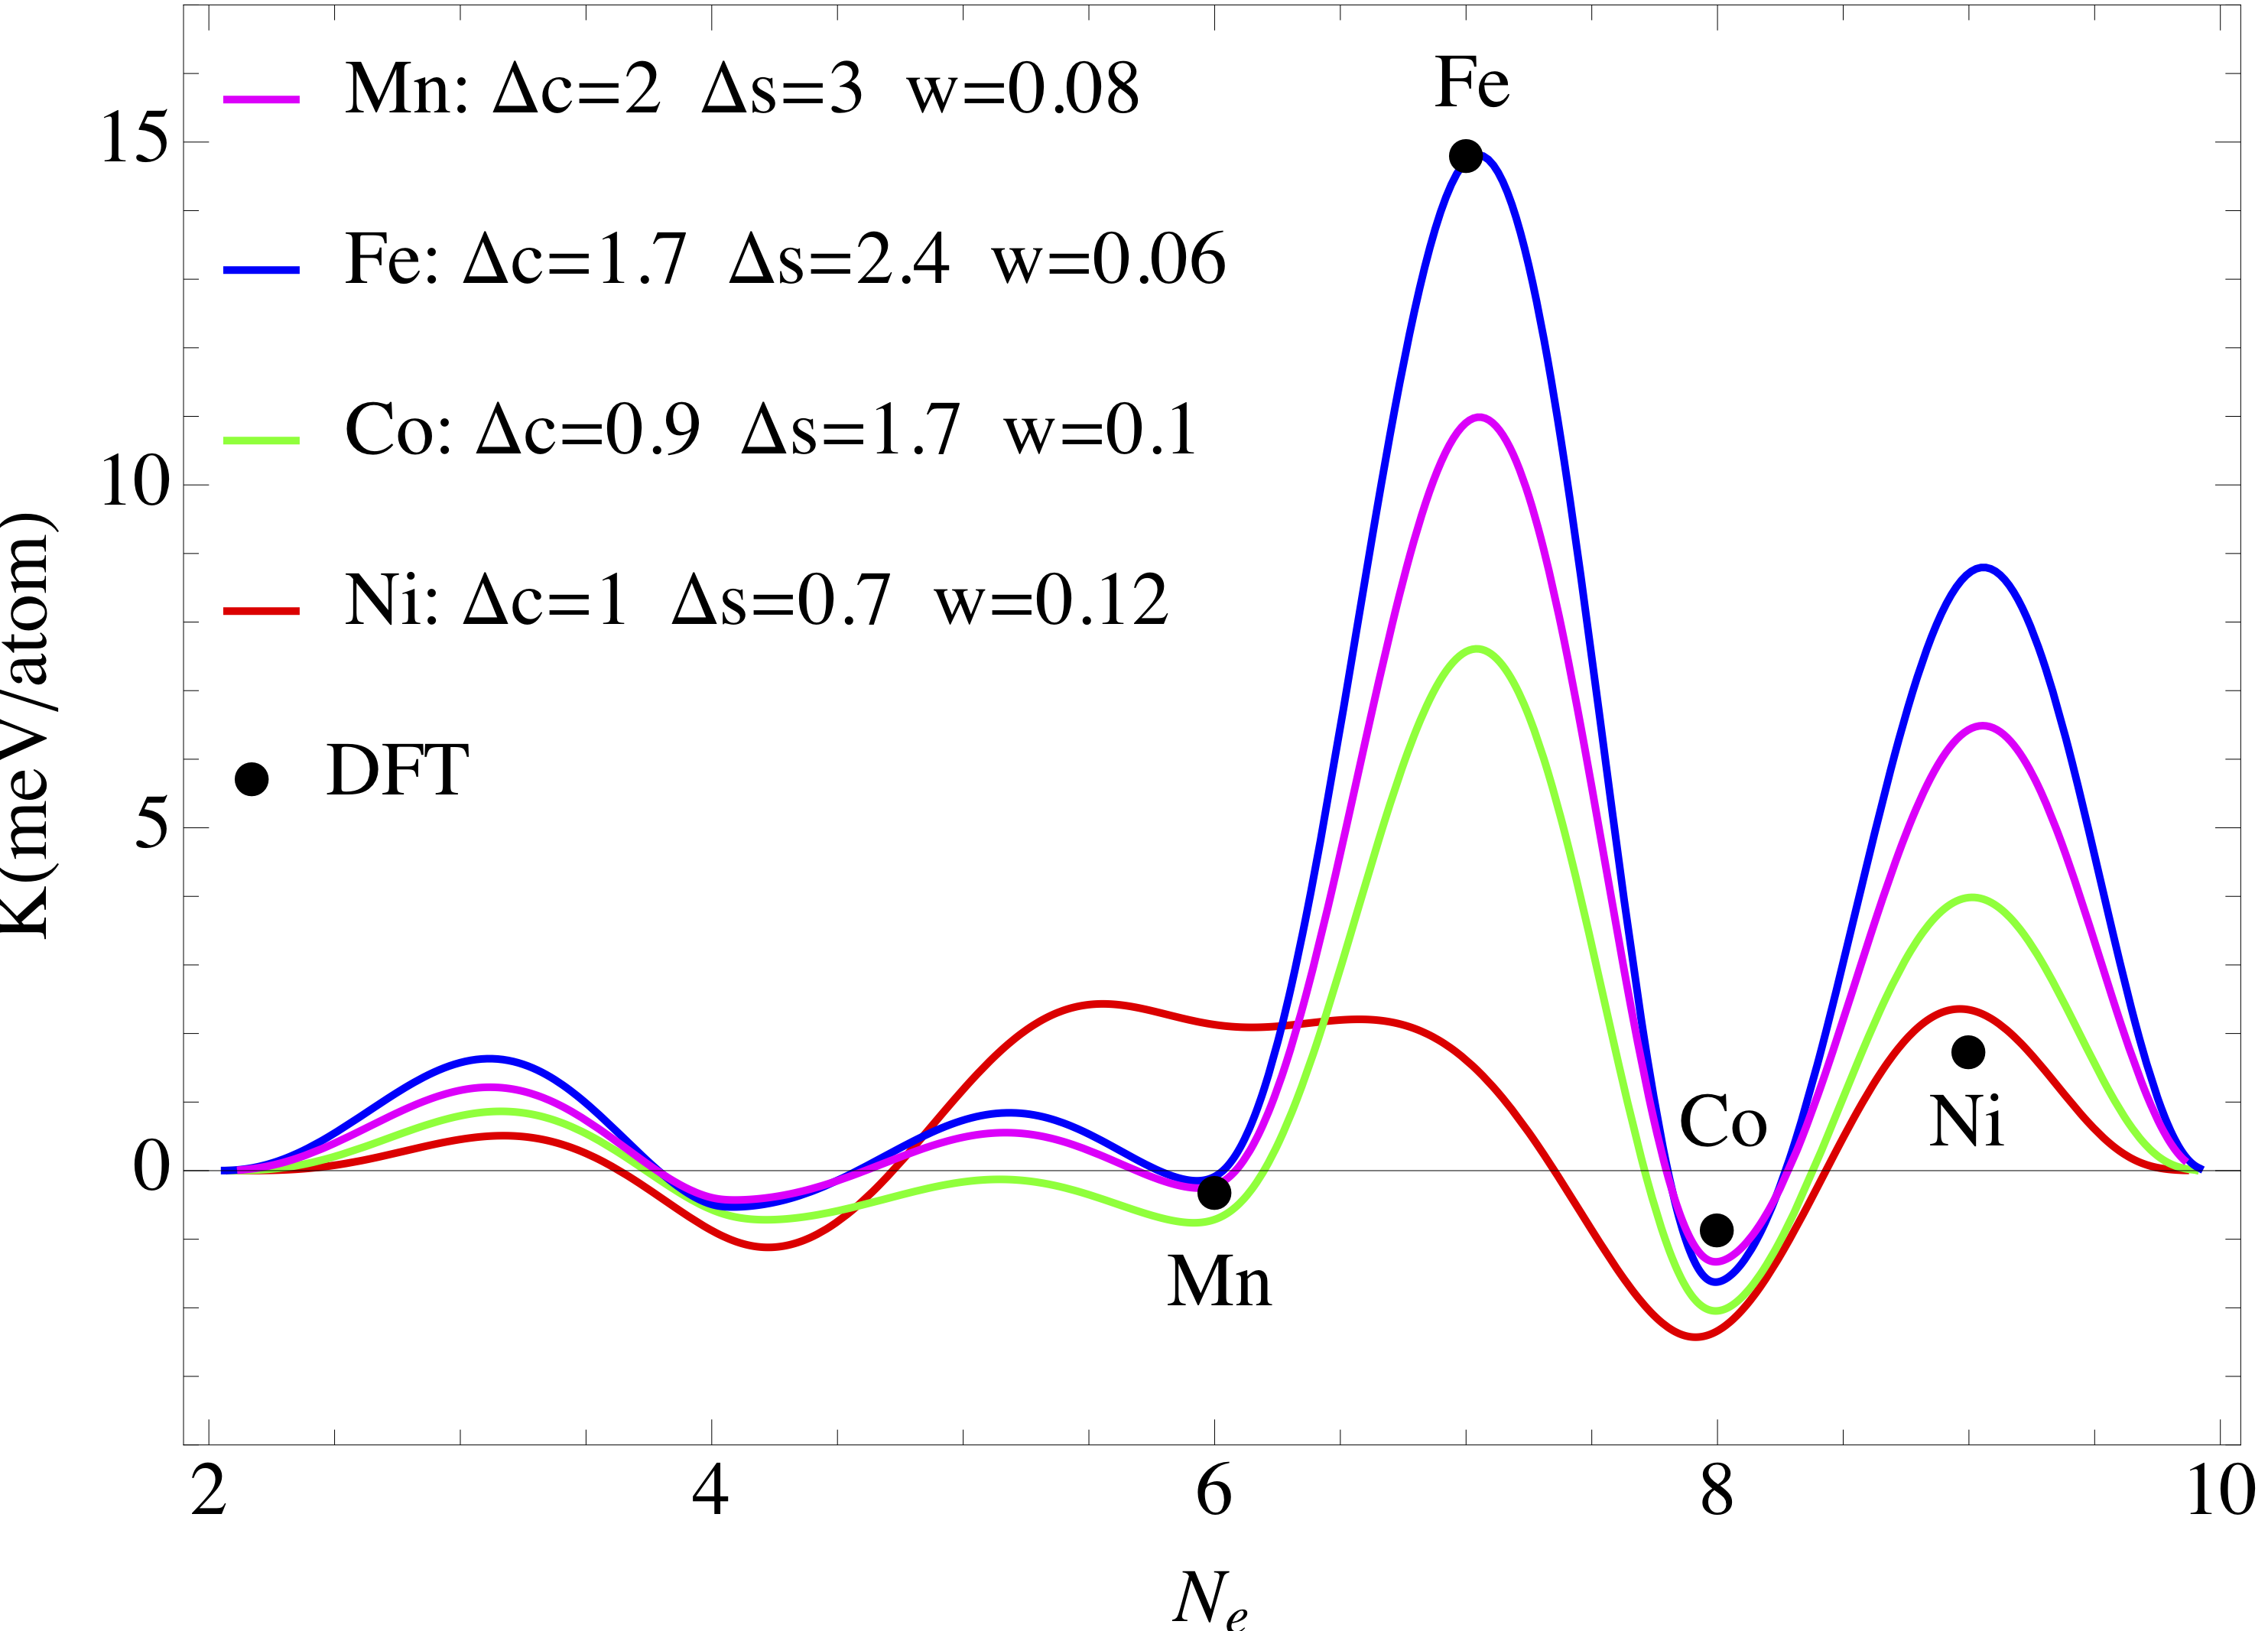 Mn: Δc=2 Δs=3 w=0.08
Fe
15
Fe: Δc=1.7 Δs=2.4 w=0.06
Co: Δc=0.9 Δs=1.7 w=0.1
10
Ni: Δc=1 Δs=0.7 w=0.12
K(meV/atom)
DFT
5
Co
Ni
0
Mn
2 4 6 8 10
Ne